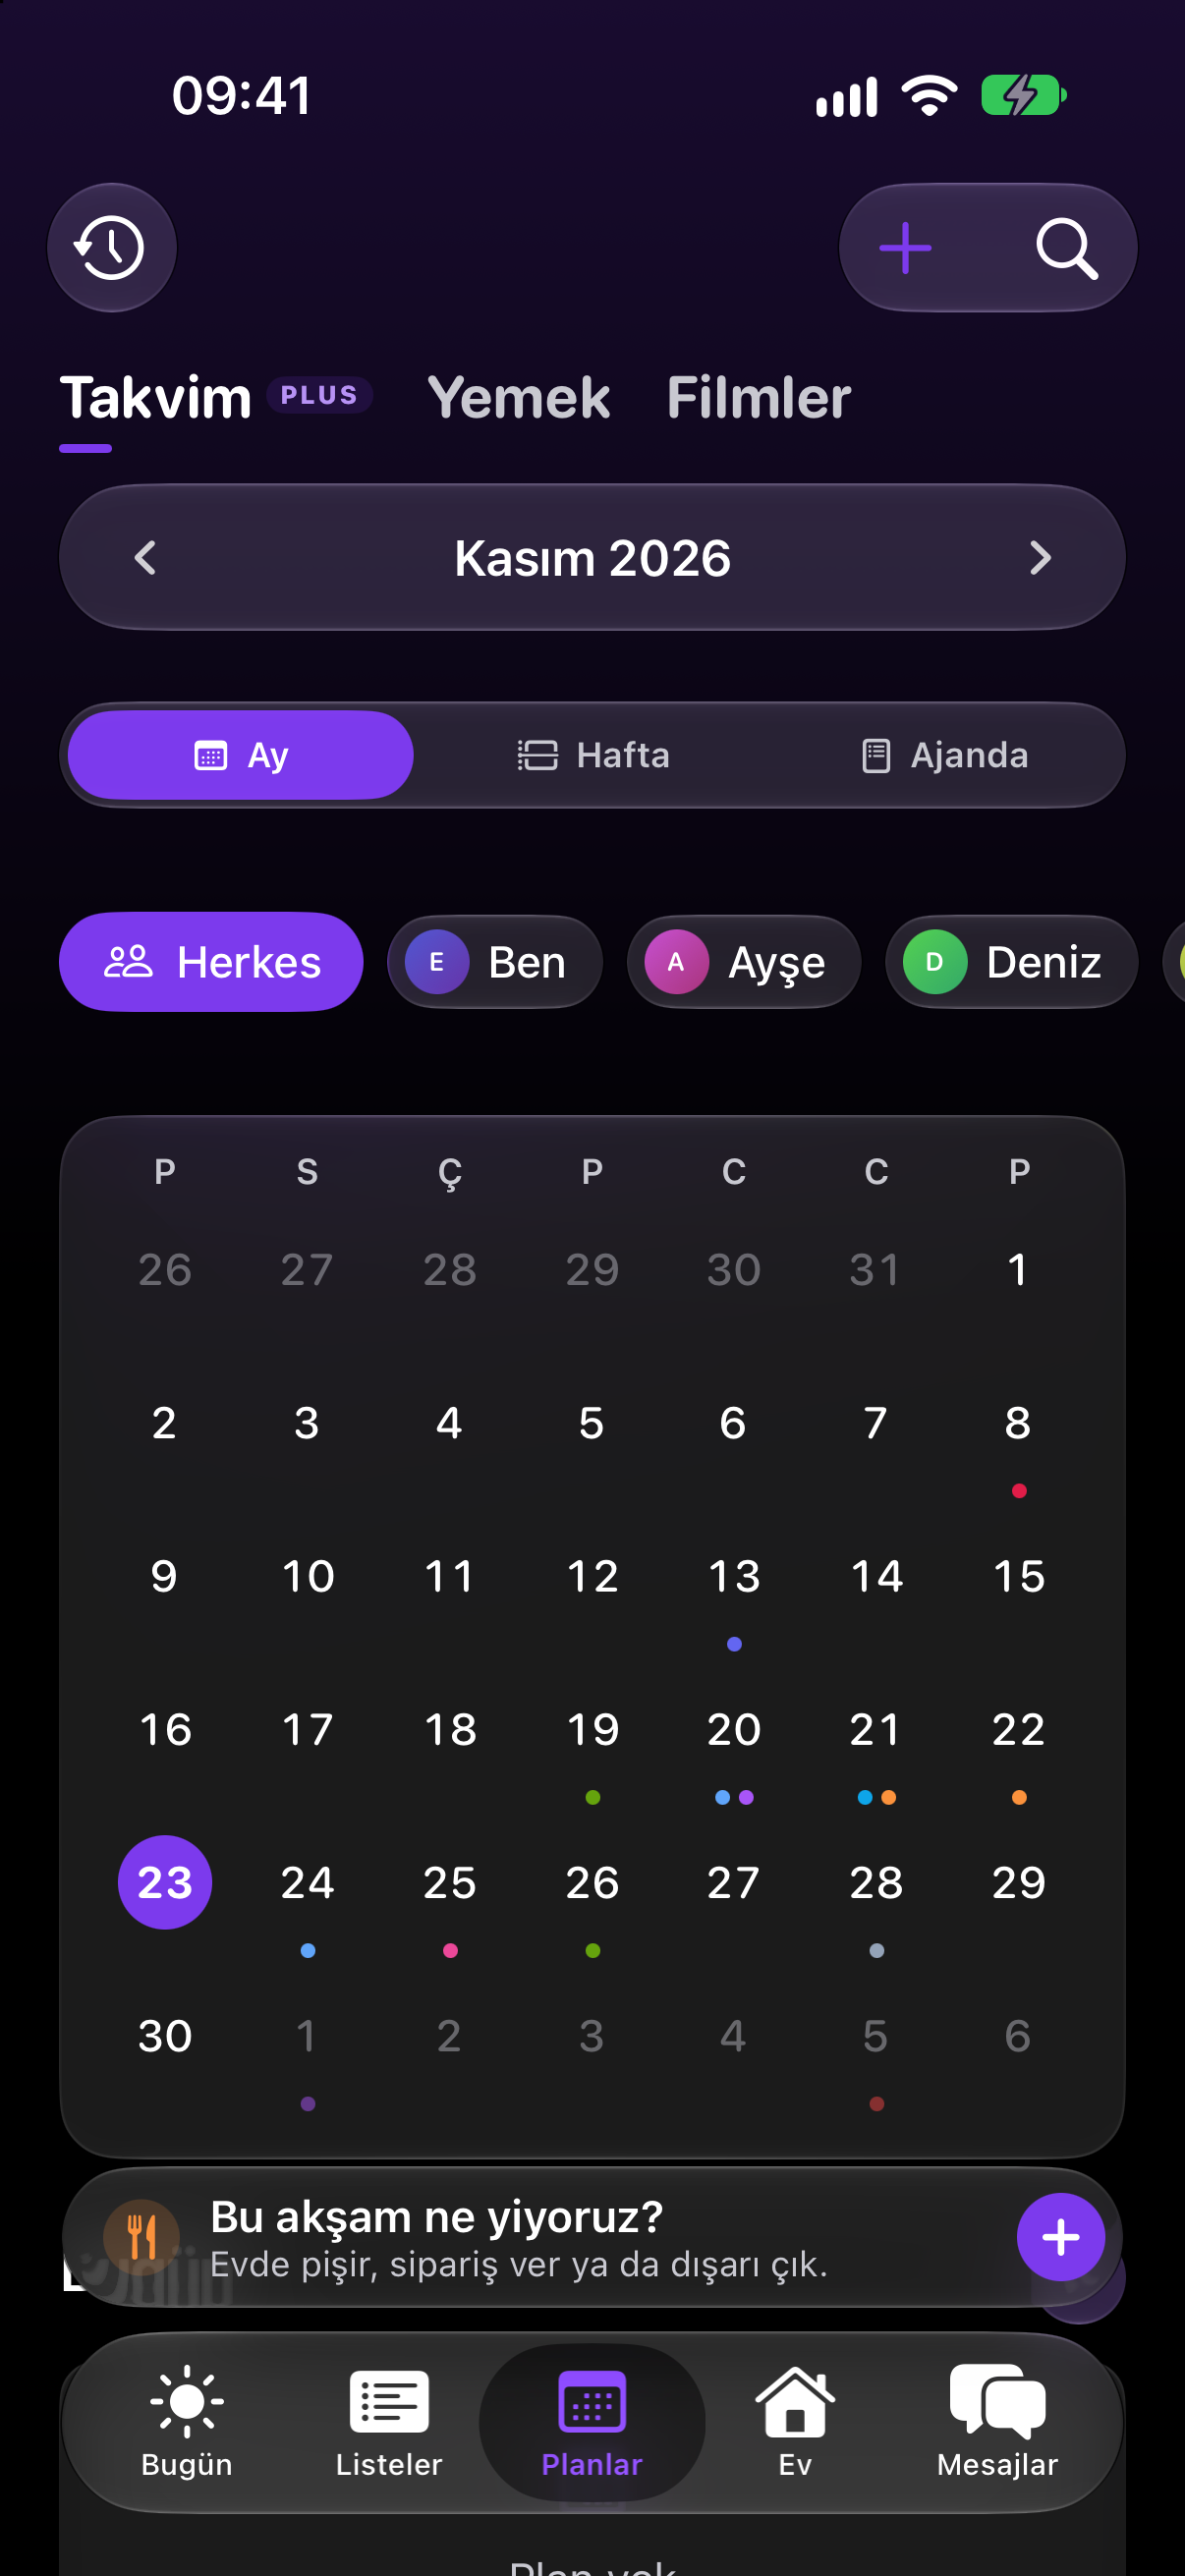 09:41
Takvim PLUS Yemek Filmler
Kasım 2026
Ay Hafta Ajanda
Herkes E Ben A Ayşe D Deniz
P S Ç P C C P
26 27 28 29 30 31 1
2 3 4 5 6 7 8
9 10 11 12 13 14 15
16 17 18 19 20 21 22
23 24 25 26 27 28 29
30 1 2 3 4 5 6
Bu akşam ne yiyoruz?
Evde pişir, sipariş ver ya da dışarı çık.
Bugün Listeler Planlar Ev Mesajlar
Plan yok